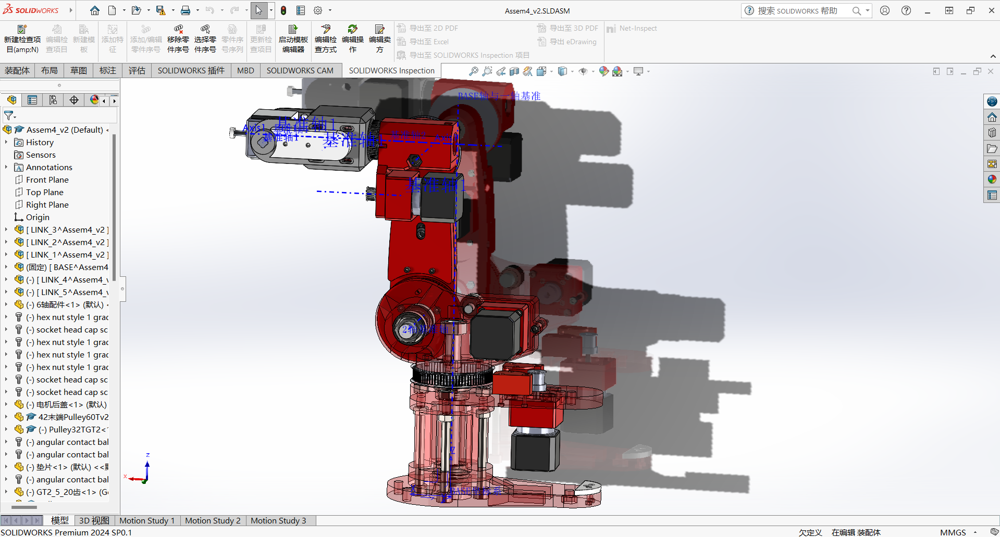 SOLIDWORKS
Assem4_v2.SLDASM
搜索 SOLIDWORKS 帮助
新建检查项目(amp;N)
编辑检查项目
新建模板
添加特征
添加/编辑零件序号
移除零件序号
选择零件序号
零件序号序列
更新检查项目
启动模板编辑器
编辑检查方式
编辑操作
编辑卖方
导出至 2D PDF
导出至 Excel
导出至 SOLIDWORKS Inspection 项目
导出至 3D PDF
导出 eDrawing
Net-Inspect
装配体
布局
草图
标注
评估
SOLIDWORKS 插件
MBD
SOLIDWORKS CAM
SOLIDWORKS Inspection
Assem4_v2 (Default) <
History
Sensors
Annotations
Front Plane
Top Plane
Right Plane
Origin
[ LINK_3^Assem4_v2 ]
[ LINK_2^Assem4_v2 ]
[ LINK_1^Assem4_v2 ]
(固定) [ BASE^Assem4
(-) [ LINK_4^Assem4_v
(-) [ LINK_5^Assem4_v
(-) 6轴配件<1> (默认) <
(-) hex nut style 1 grad
(-) socket head cap sc
(-) hex nut style 1 grad
(-) hex nut style 1 grad
(-) hex nut style 1 grad
(-) socket head cap sc
(-) socket head cap sc
(-) 电机后盖<1> (默认)
42末端Pulley60Tv2
(-) Pulley32TGT2<1
(-) angular contact bal
(-) angular contact bal
(-) 垫片<1> (默认) <<默
(-) angular contact bal
(-) GT2_5_20齿<1> (G
BASE轴与一轴基准
Axis1
基准轴1
基准轴1
基准轴1
基准轴1
基准轴2
Axis
基准轴1
2轴基准轴
Z
X
BASE坐标系
z
x
模型
3D 视图
Motion Study 1
Motion Study 2
Motion Study 3
SOLIDWORKS Premium 2024 SP0.1
欠定义
在编辑 装配体
MMGS